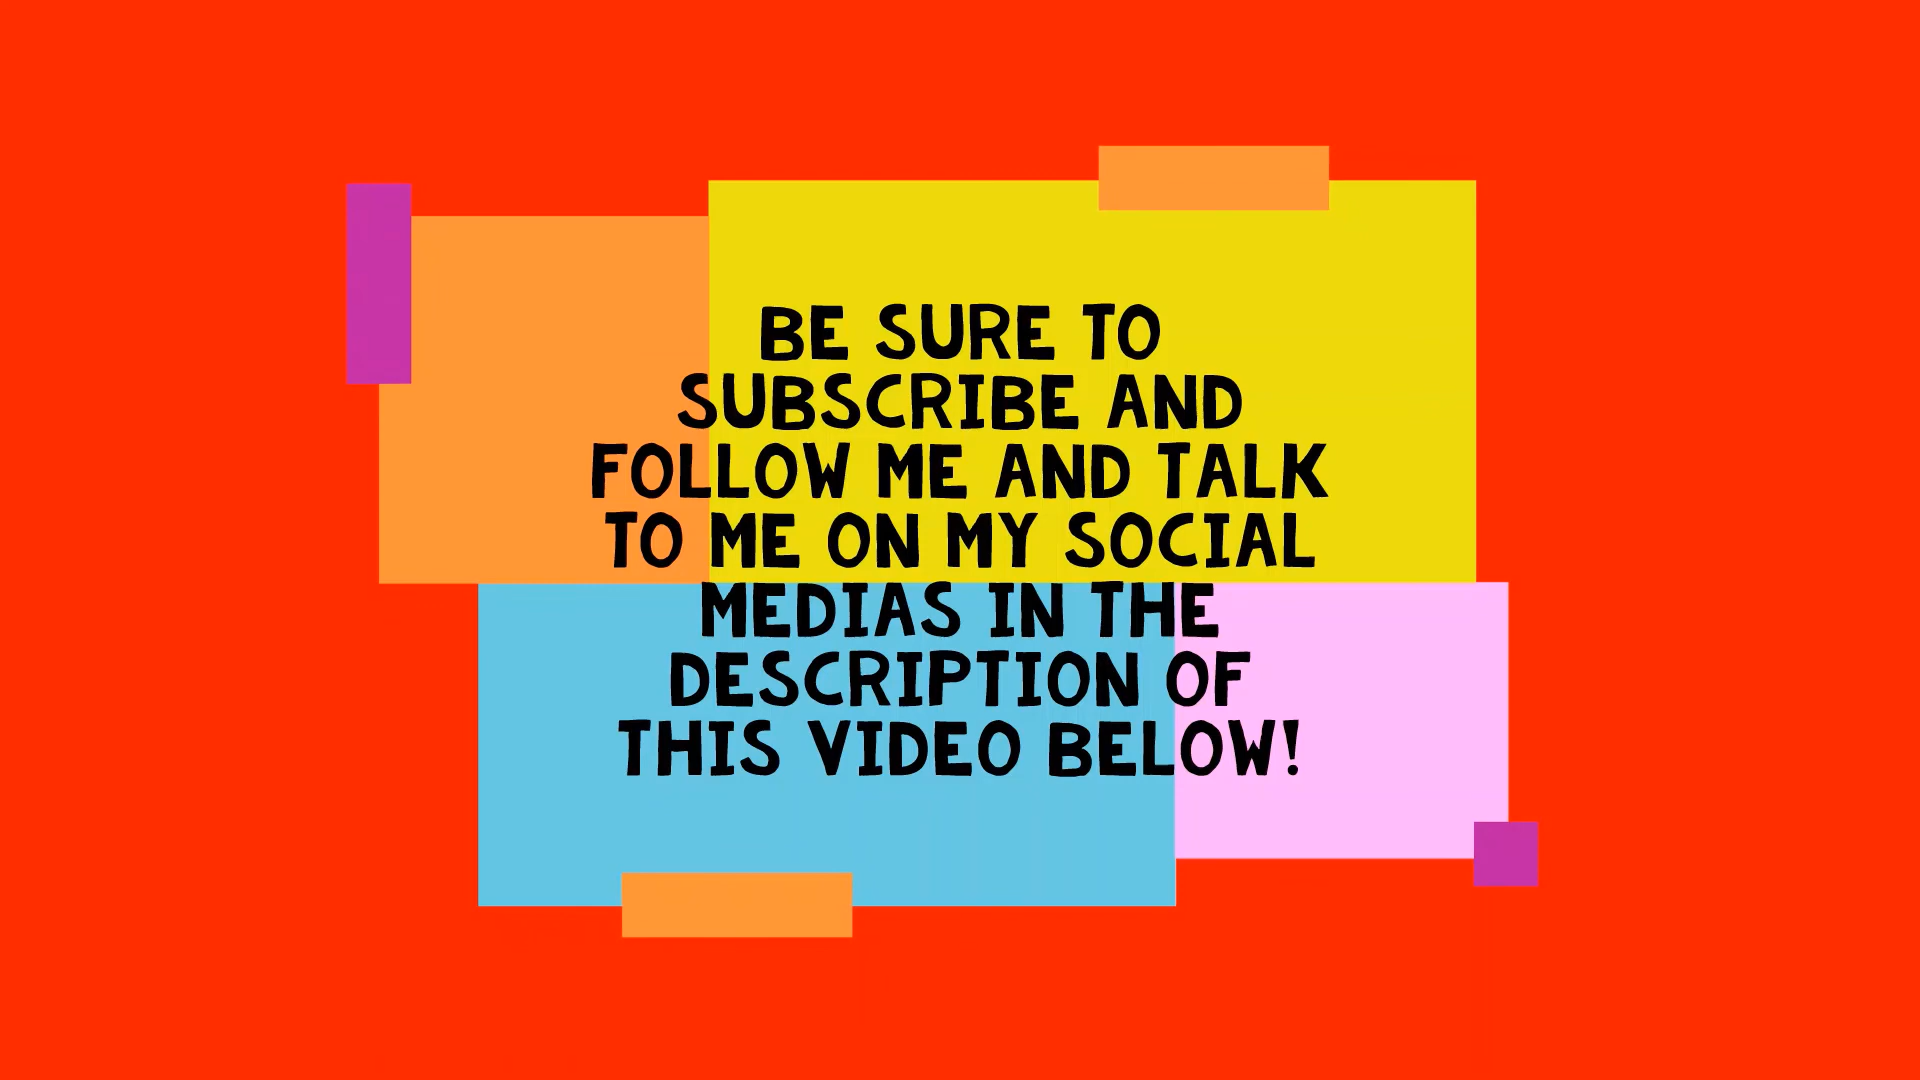 BE SURE TO
SUBSCRIBE AND
FOLLOW ME AND TALK
TO ME ON MY SOCIAL
MEDIAS IN THE
DESCRIPTION OF
THIS VIDEO BELOW!